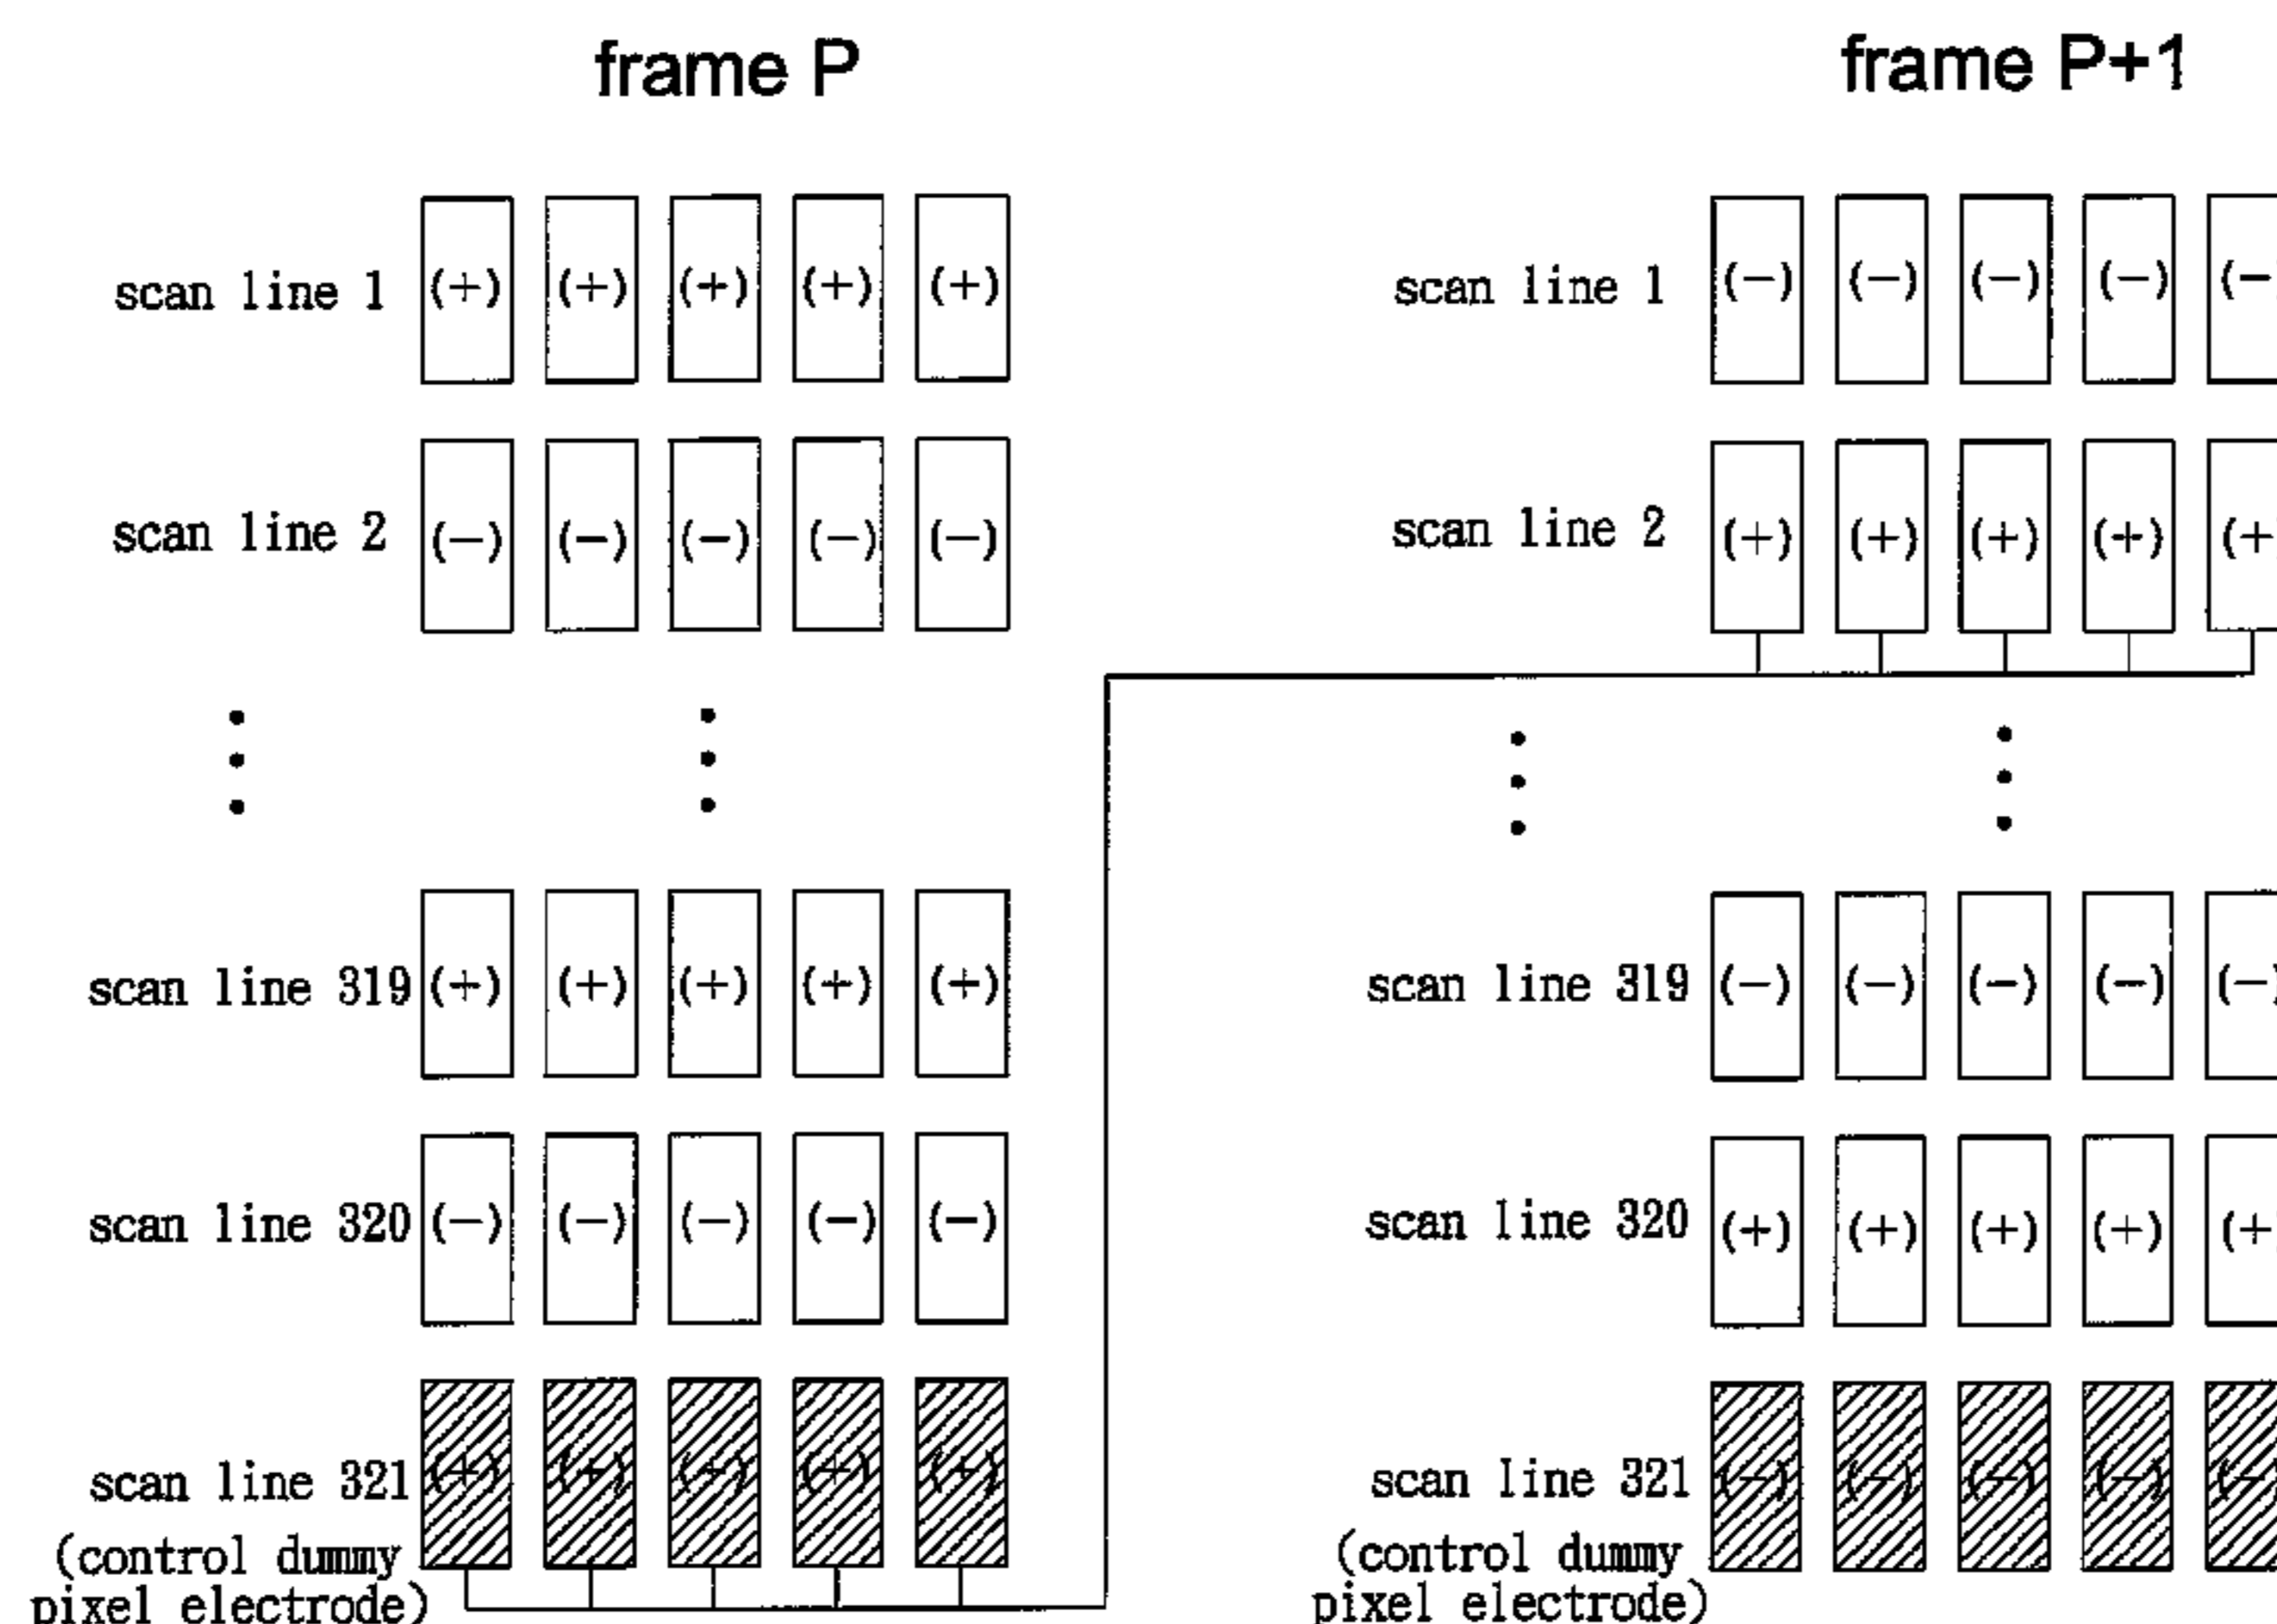 frame P
scan line 1 (+) (+) (+) (+) (+)
scan line 2 (−) (−) (−) (−) (−)
scan line 319 (+) (+) (+) (+) (+)
scan line 320 (−) (−) (−) (−) (−)
scan line 321 (+) (+) (+) (+) (+)
(control dummy
pixel electrode)
frame P+1
scan line 1 (−) (−) (−) (−) (−)
scan line 2 (+) (+) (+) (+) (+
scan line 319 (−) (−) (−) (−) (−)
scan line 320 (+) (+) (+) (+) (+
scan line 321 (−) (−) (−) (−) (−)
(control dummy
pixel electrode)